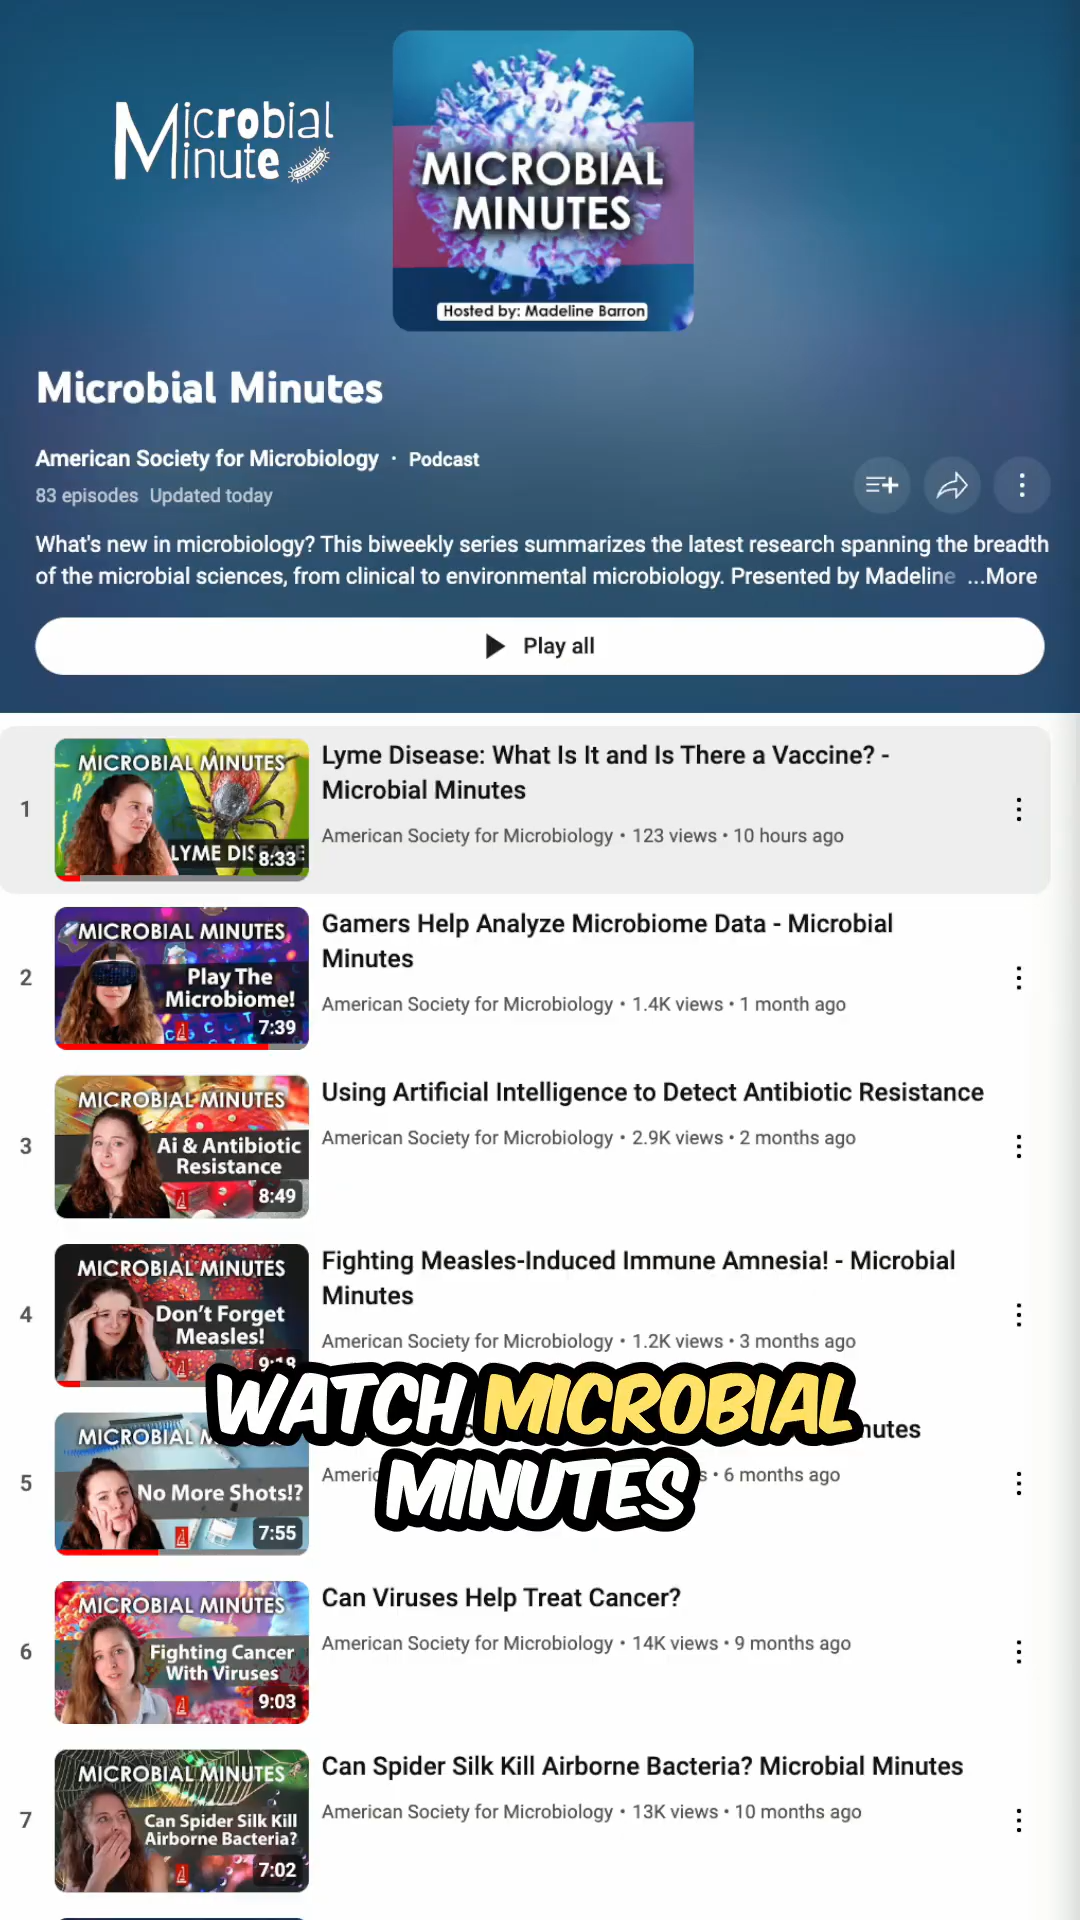 Microbial
Minute
MICROBIAL
MINUTES
Hosted by: Madeline Barron
Microbial Minutes
American Society for Microbiology · Podcast
83 episodes Updated today
What's new in microbiology? This biweekly series summarizes the latest research spanning the breadth
of the microbial sciences, from clinical to environmental microbiology. Presented by Madeline ...More
Play all
1
MICROBIAL MINUTES
LYME DISEASE
8:33
Lyme Disease: What Is It and Is There a Vaccine? -
Microbial Minutes
American Society for Microbiology • 123 views • 10 hours ago
2
MICROBIAL MINUTES
Play The
Microbiome!
7:39
Gamers Help Analyze Microbiome Data - Microbial
Minutes
American Society for Microbiology • 1.4K views • 1 month ago
3
MICROBIAL MINUTES
Ai & Antibiotic
Resistance
8:49
Using Artificial Intelligence to Detect Antibiotic Resistance
American Society for Microbiology • 2.9K views • 2 months ago
4
MICROBIAL MINUTES
Don't Forget
Measles!
9:18
Fighting Measles-Induced Immune Amnesia! - Microbial
Minutes
American Society for Microbiology • 1.2K views • 3 months ago
WATCH MICROBIAL
MINUTES
5
MICROBIAL
No More Shots!?
7:55
• 6 months ago
6
MICROBIAL MINUTES
Fighting Cancer
With Viruses
9:03
Can Viruses Help Treat Cancer?
American Society for Microbiology • 14K views • 9 months ago
7
MICROBIAL MINUTES
Can Spider Silk Kill
Airborne Bacteria?
7:02
Can Spider Silk Kill Airborne Bacteria? Microbial Minutes
American Society for Microbiology • 13K views • 10 months ago